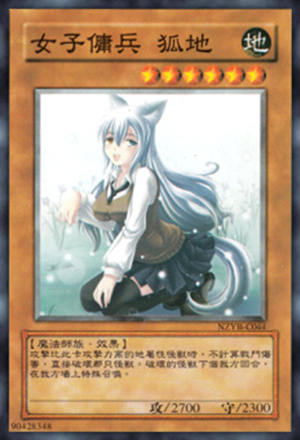 女子傭兵 狐地
地
NZYB-C044
【魔法師族・效果】
攻擊比此卡攻擊力高的地屬性怪獸時，不計算戰鬥傷
害，直接破壞那只怪獸。破壞的怪獸下個我方回合，
在我方場上特殊召喚。
攻/2700 守/2300
90428348